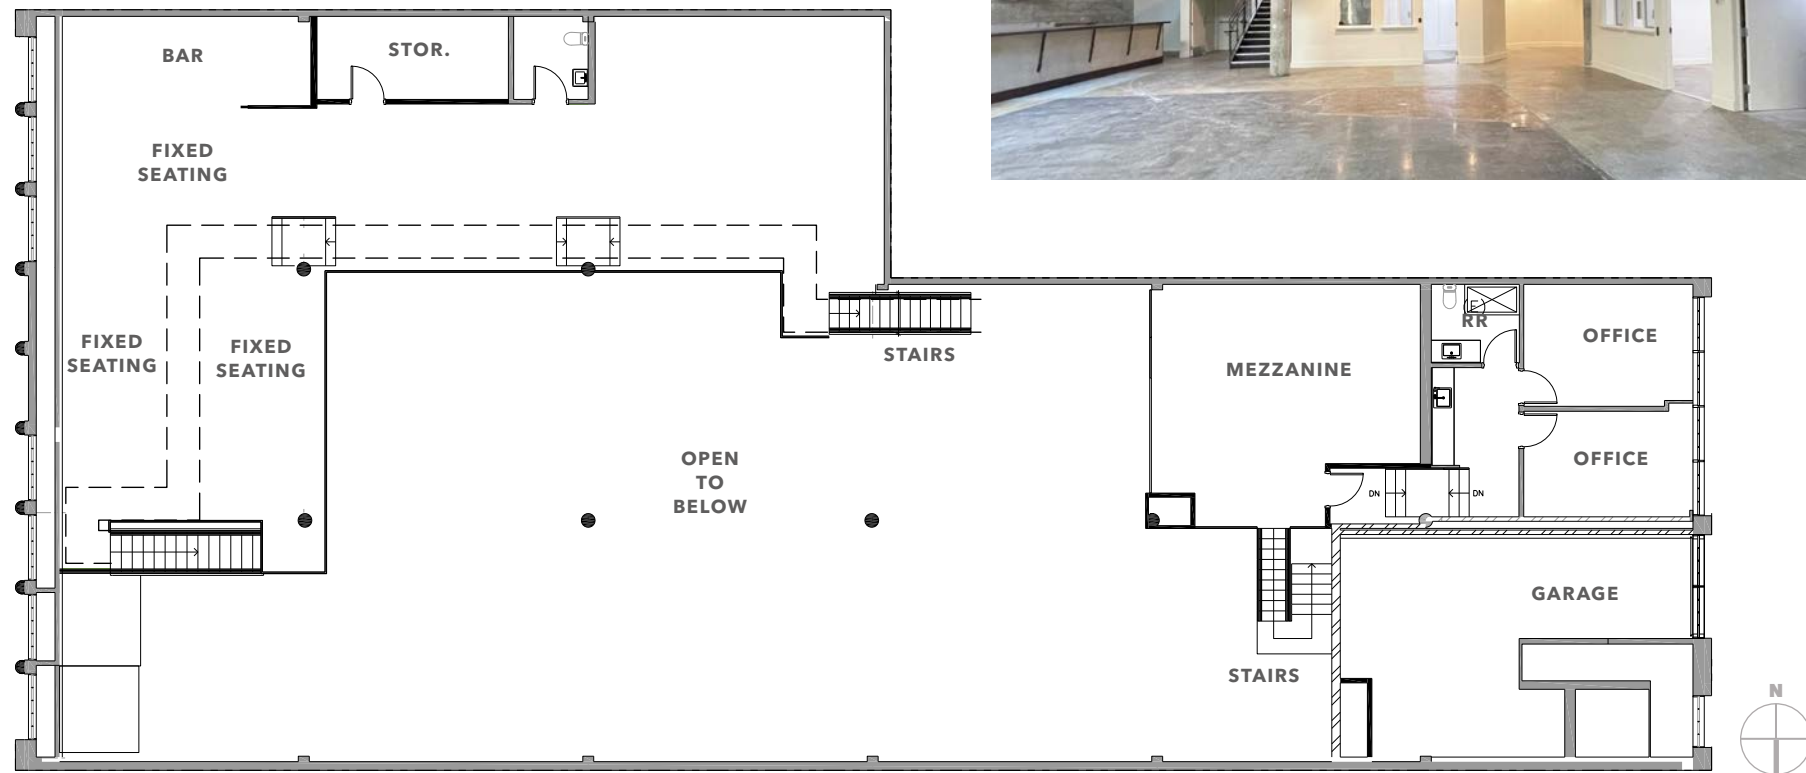 BAR
STOR.
FIXED
SEATING
FIXED
SEATING
FIXED
SEATING
STAIRS
OPEN
TO
BELOW
MEZZANINE
(E)
RR
OFFICE
OFFICE
DN
DN
GARAGE
STAIRS
N